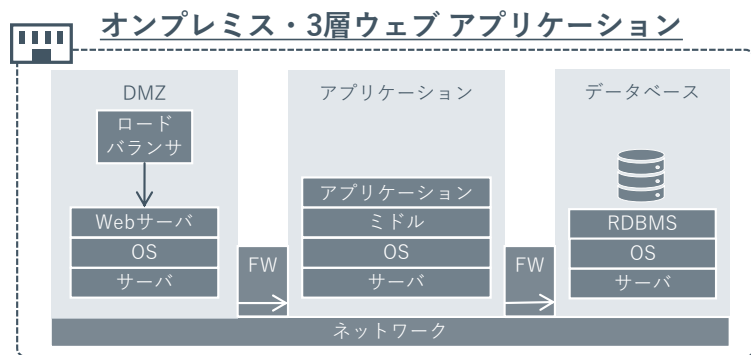 オンプレミス・3層ウェブ アプリケーション
DMZ
ロード
バランサ
Webサーバ
OS
サーバ
FW
アプリケーション
アプリケーション
ミドル
OS
サーバ
FW
データベース
RDBMS
OS
サーバ
ネットワーク